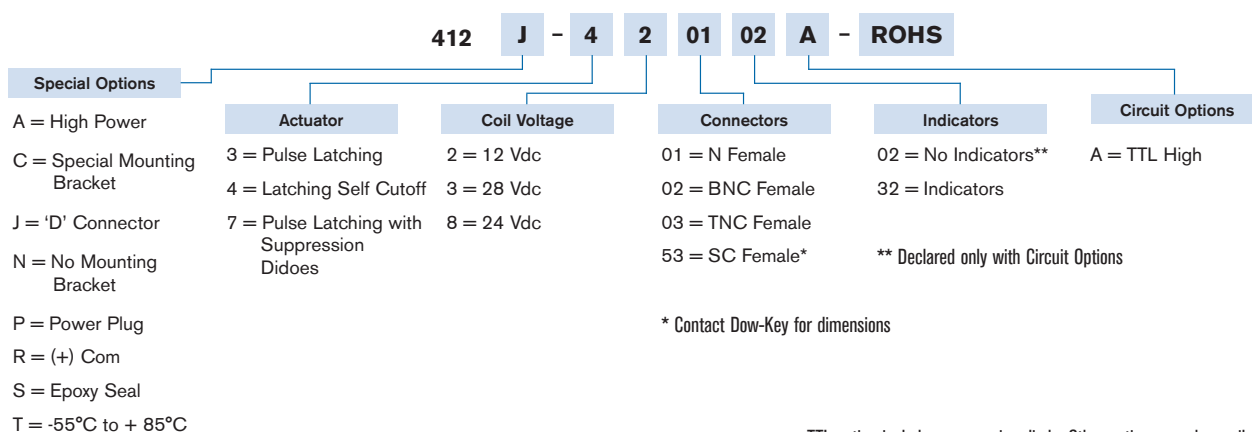 412 J – 4 2 01 02 A – ROHS
Special Options
A = High Power
C = Special Mounting
Bracket
J = 'D' Connector
N = No Mounting
Bracket
P = Power Plug
R = (+) Com
S = Epoxy Seal
T = -55°C to + 85°C
Actuator
3 = Pulse Latching
4 = Latching Self Cutoff
7 = Pulse Latching with
Suppression
Didoes
Coil Voltage
2 = 12 Vdc
3 = 28 Vdc
8 = 24 Vdc
Connectors
01 = N Female
02 = BNC Female
03 = TNC Female
53 = SC Female*
* Contact Dow-Key for dimensions
Indicators
02 = No Indicators**
32 = Indicators
** Declared only with Circuit Options
Circuit Options
A = TTL High